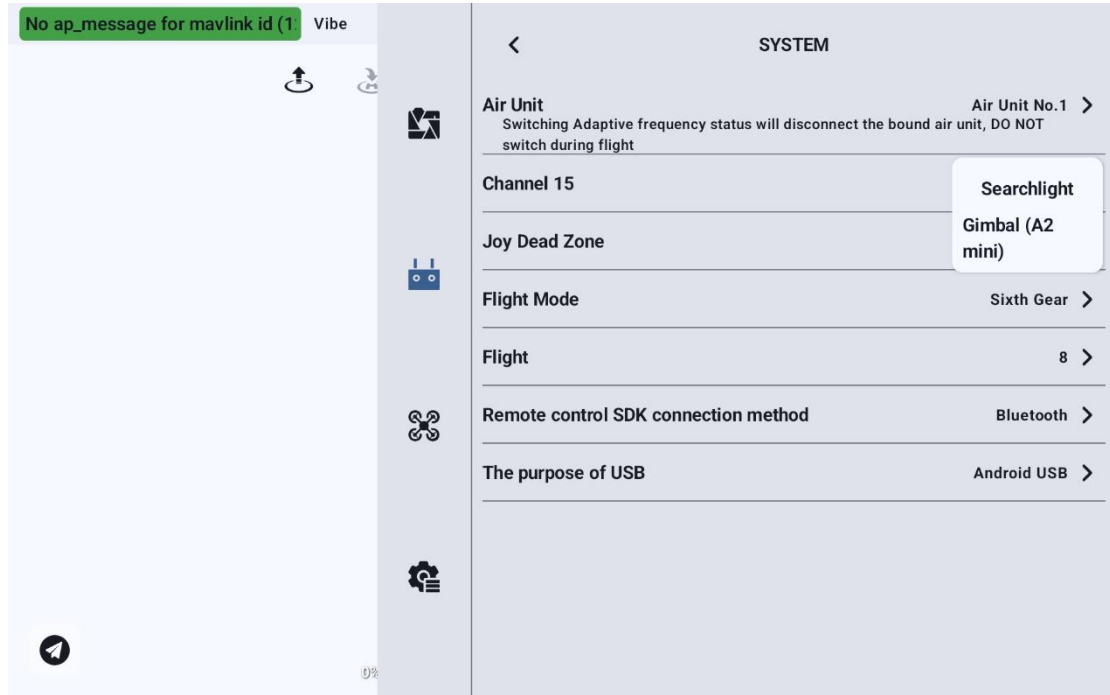 No ap_message for mavlink id (1
Vibe
SYSTEM
Air Unit
Air Unit No.1
Switching Adaptive frequency status will disconnect the bound air unit, DO NOT
switch during flight
Channel 15
Searchlight
Gimbal (A2
mini)
Joy Dead Zone
Flight Mode
Sixth Gear
Flight
8
Remote control SDK connection method
Bluetooth
The purpose of USB
Android USB
0%